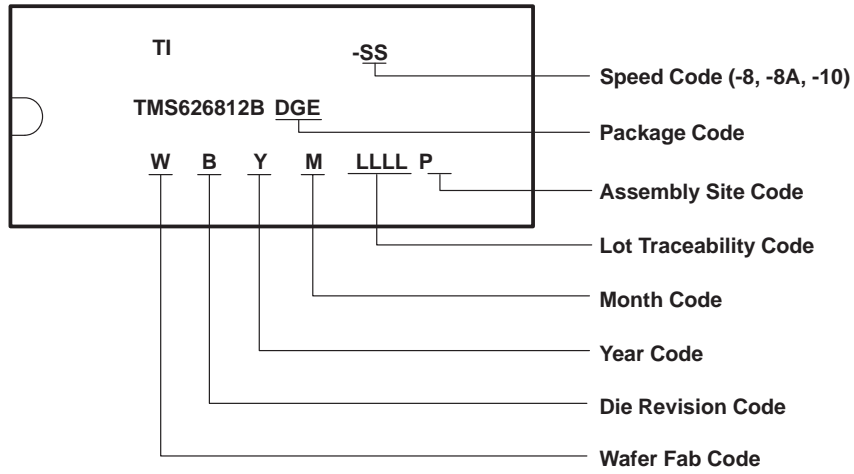 TI -SS
Speed Code (-8, -8A, -10)
TMS626812B DGE
Package Code
W B Y M LLLL P
Assembly Site Code
Lot Traceability Code
Month Code
Year Code
Die Revision Code
Wafer Fab Code